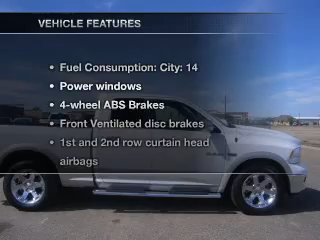 VEHICLE FEATURES
• Fuel Consumption: City: 14
• Power windows
• 4-wheel ABS Brakes
• Front Ventilated disc brakes
• 1st and 2nd row curtain head
airbags